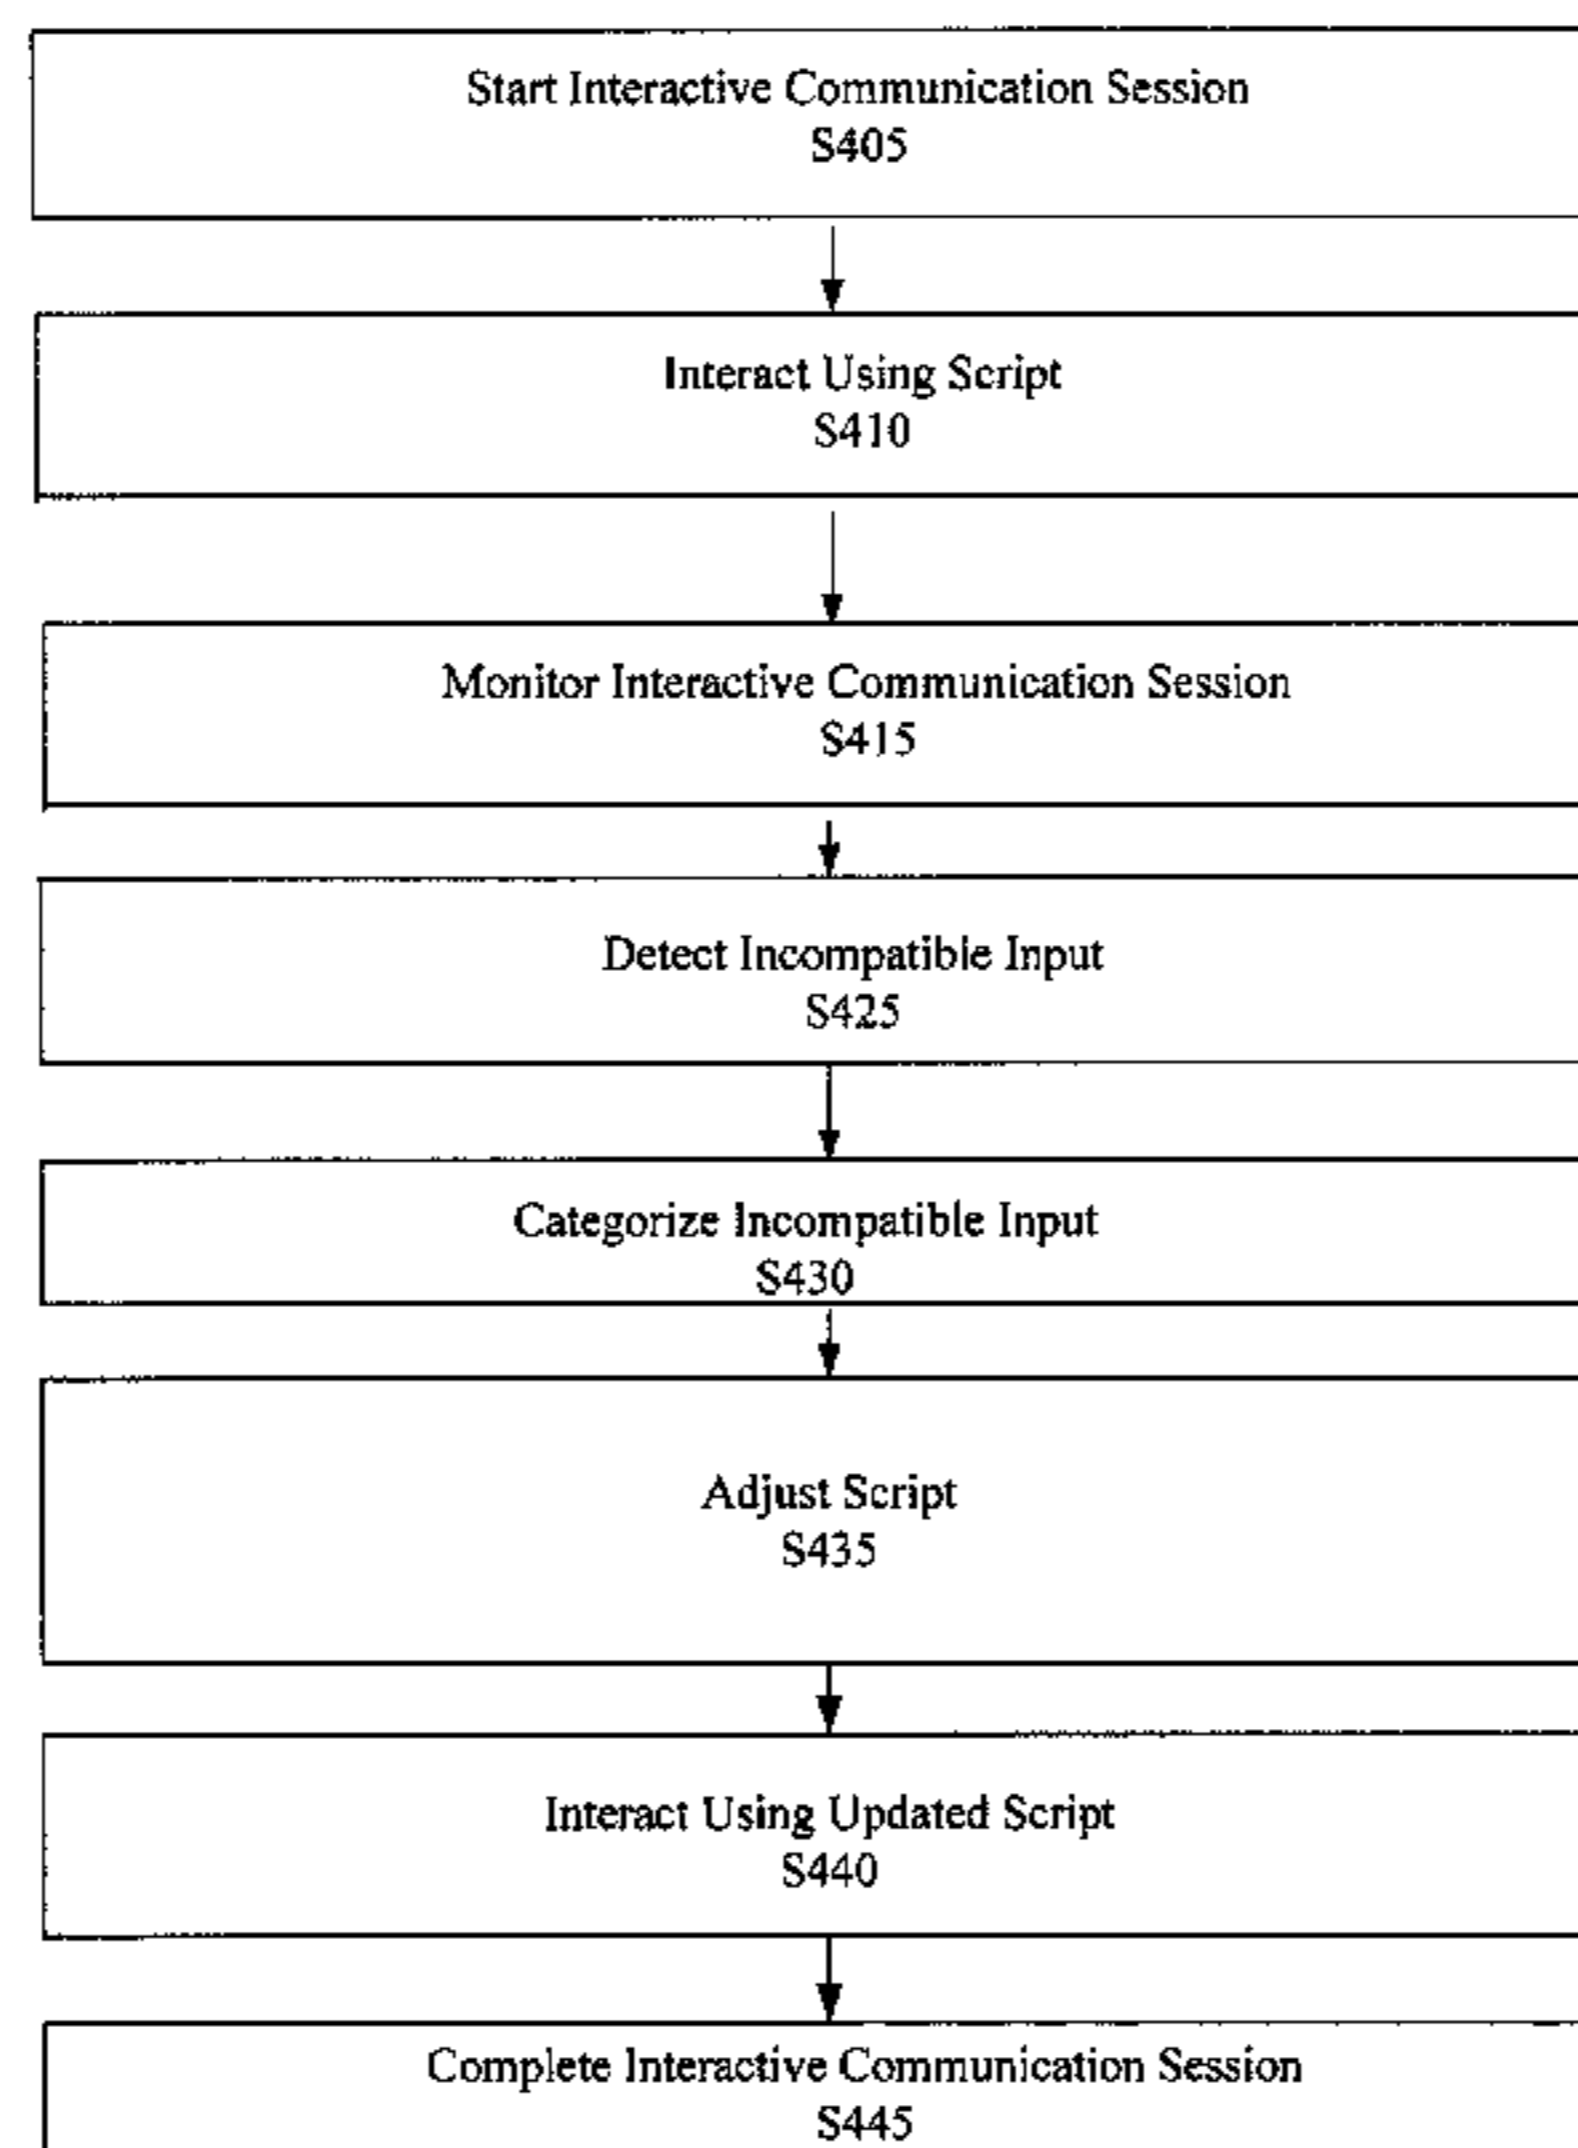 Start Interactive Communication Session
S405
Interact Using Script
S410
Monitor Interactive Communication Session
S415
Detect Incompatible Input
S425
Categorize Incompatible Input
S430
Adjust Script
S435
Interact Using Updated Script
S440
Complete Interactive Communication Session
S445